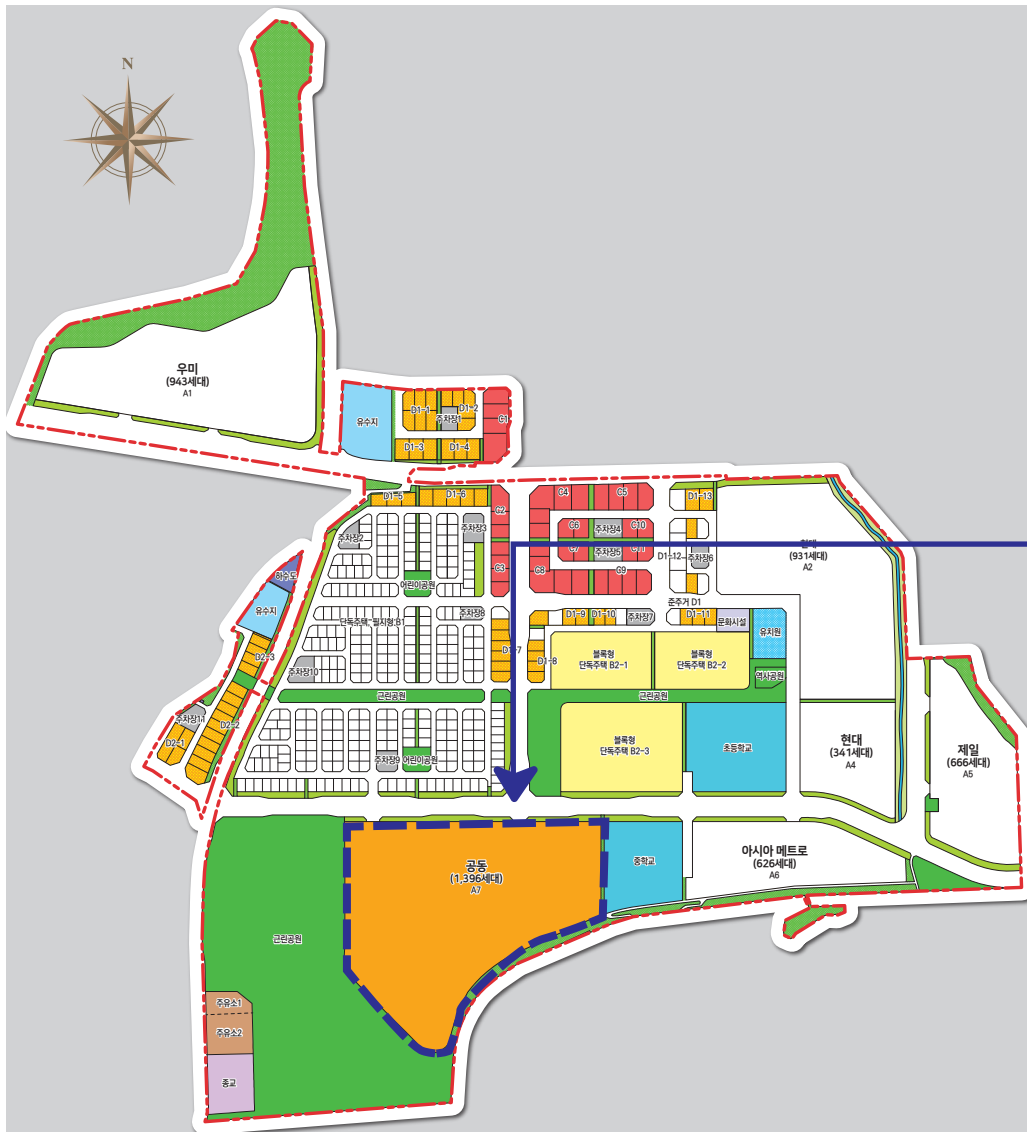 N
우미
(943세대)
A1
유수지
D1-1
D1-2
주차장1
C1
D1-3
D1-4
D1-5
D1-6
C2
C4
C5
D1-13
주차장2
주차장3
C6
주차장4
C10
현대
(931세대)
A2
C7
주차장5
C11
D1-12
주차장6
C3
C8
C9
하수도
어린이공원
유수지
단독주택, 필지형 B1
주차장8
준주거 D1
D1-9
D1-10
주차장7
D1-11
문화시설
유치원
D2-3
D1-7
D1-8
블록형
단독주택 B2-1
블록형
단독주택 B2-2
주차장10
역사공원
근린공원
근린공원
주차장11
D2-2
D2-1
블록형
단독주택 B2-3
초등학교
현대
(341세대)
A4
제일
(666세대)
A5
주차장9
어린이공원
공동
(1,396세대)
A7
중학교
아시아 메트로
(626세대)
A6
근린공원
주유소1
주유소2
종교